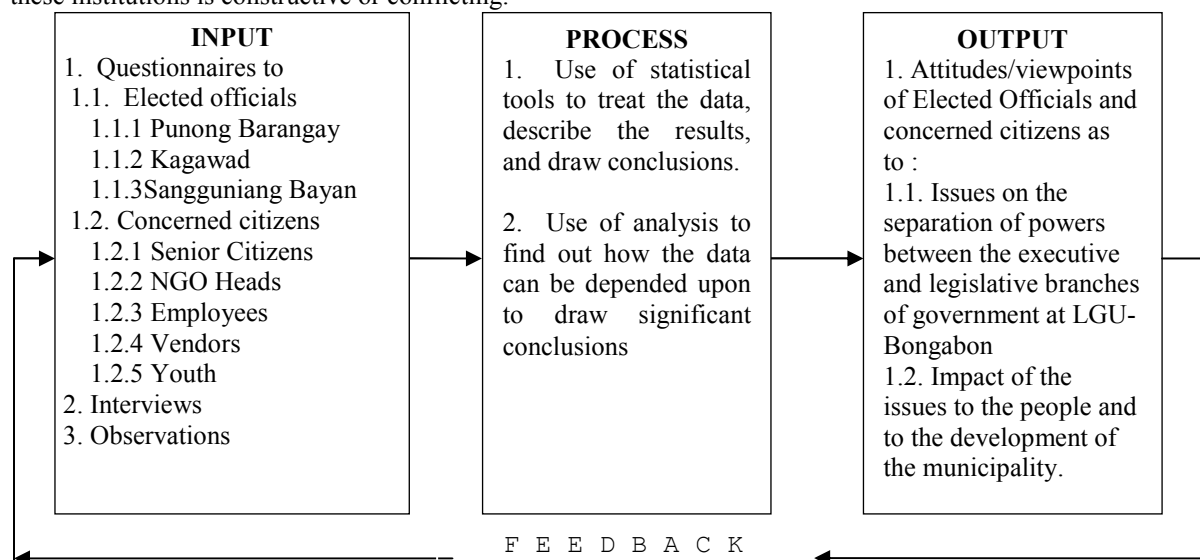 these institutions is constructive or conflicting.
INPUT
1. Questionnaires to
1.1. Elected officials
1.1.1 Punong Barangay
1.1.2 Kagawad
1.1.3Sangguniang Bayan
1.2. Concerned citizens
1.2.1 Senior Citizens
1.2.2 NGO Heads
1.2.3 Employees
1.2.4 Vendors
1.2.5 Youth
2. Interviews
3. Observations
PROCESS
1. Use of statistical
tools to treat the data,
describe the results,
and draw conclusions.
2. Use of analysis to
find out how the data
can be depended upon
to draw significant
conclusions
OUTPUT
1. Attitudes/viewpoints
of Elected Officials and
concerned citizens as
to :
1.1. Issues on the
separation of powers
between the executive
and legislative branches
of government at LGU-
Bongabon
1.2. Impact of the
issues to the people and
to the development of
the municipality.
F E E D B A C K